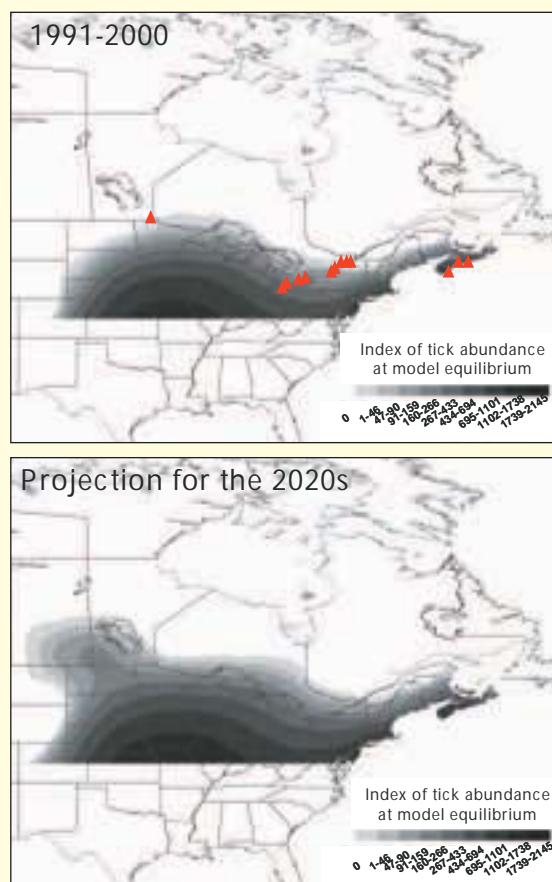 1991-2000
Index of tick abundance
at model equilibrium
0 1-46 47-90 91-159 160-266 267-433 434-694 695-1101 1102-1738 1739-2145
Projection for the 2020s
Index of tick abundance
at model equilibrium
0 1-46 47-90 91-159 160-266 267-433 434-694 695-1101 1102-1738 1739-2145